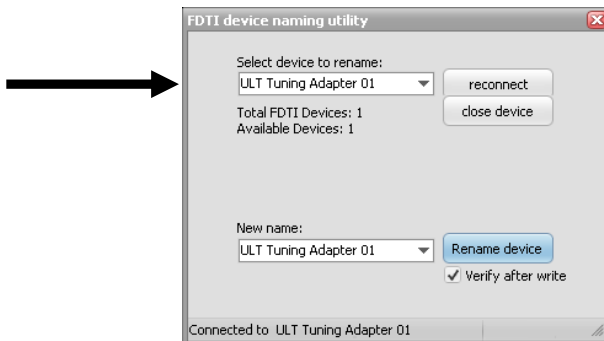 FDTI device naming utility
Select device to rename:
ULT Tuning Adapter 01
reconnect
Total FDTI Devices: 1
close device
Available Devices: 1
New name:
ULT Tuning Adapter 01
Rename device
Verify after write
Connected to ULT Tuning Adapter 01